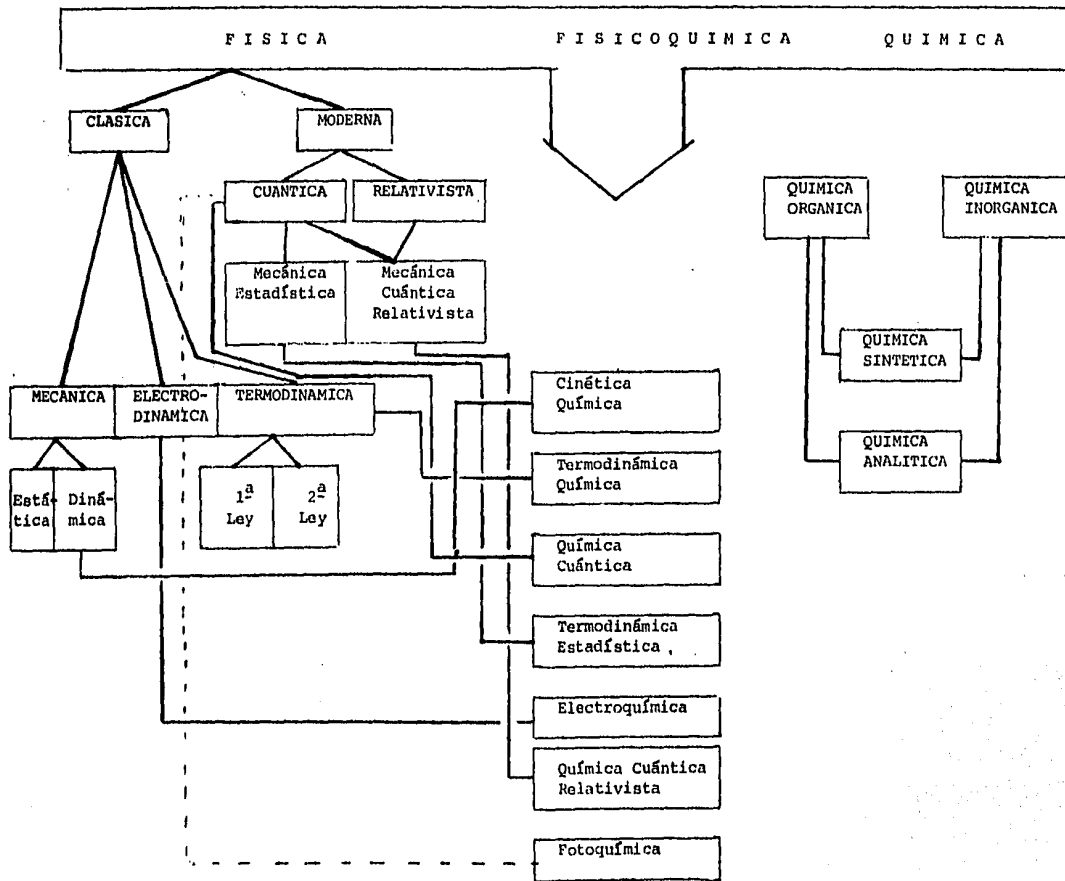 FISICA FISICOQUIMICA QUIMICA
CLASICA
MODERNA
CUANTICA
RELATIVISTA
QUIMICA
ORGANICA
QUIMICA
INORGANICA
Mecánica
Estadística
Mecánica
Cuántica
Relativista
QUIMICA
SINTETICA
MECANICA
ELECTRO-
DINAMICA
TERMODINAMICA
Cinética
Química
QUIMICA
ANALITICA
Está-
tica
Diná-
mica
1ª
Ley
2ª
Ley
Termodinámica
Química
Química
Cuántica
Termodinámica
Estadística
Electroquímica
Química Cuántica
Relativista
Fotoquímica